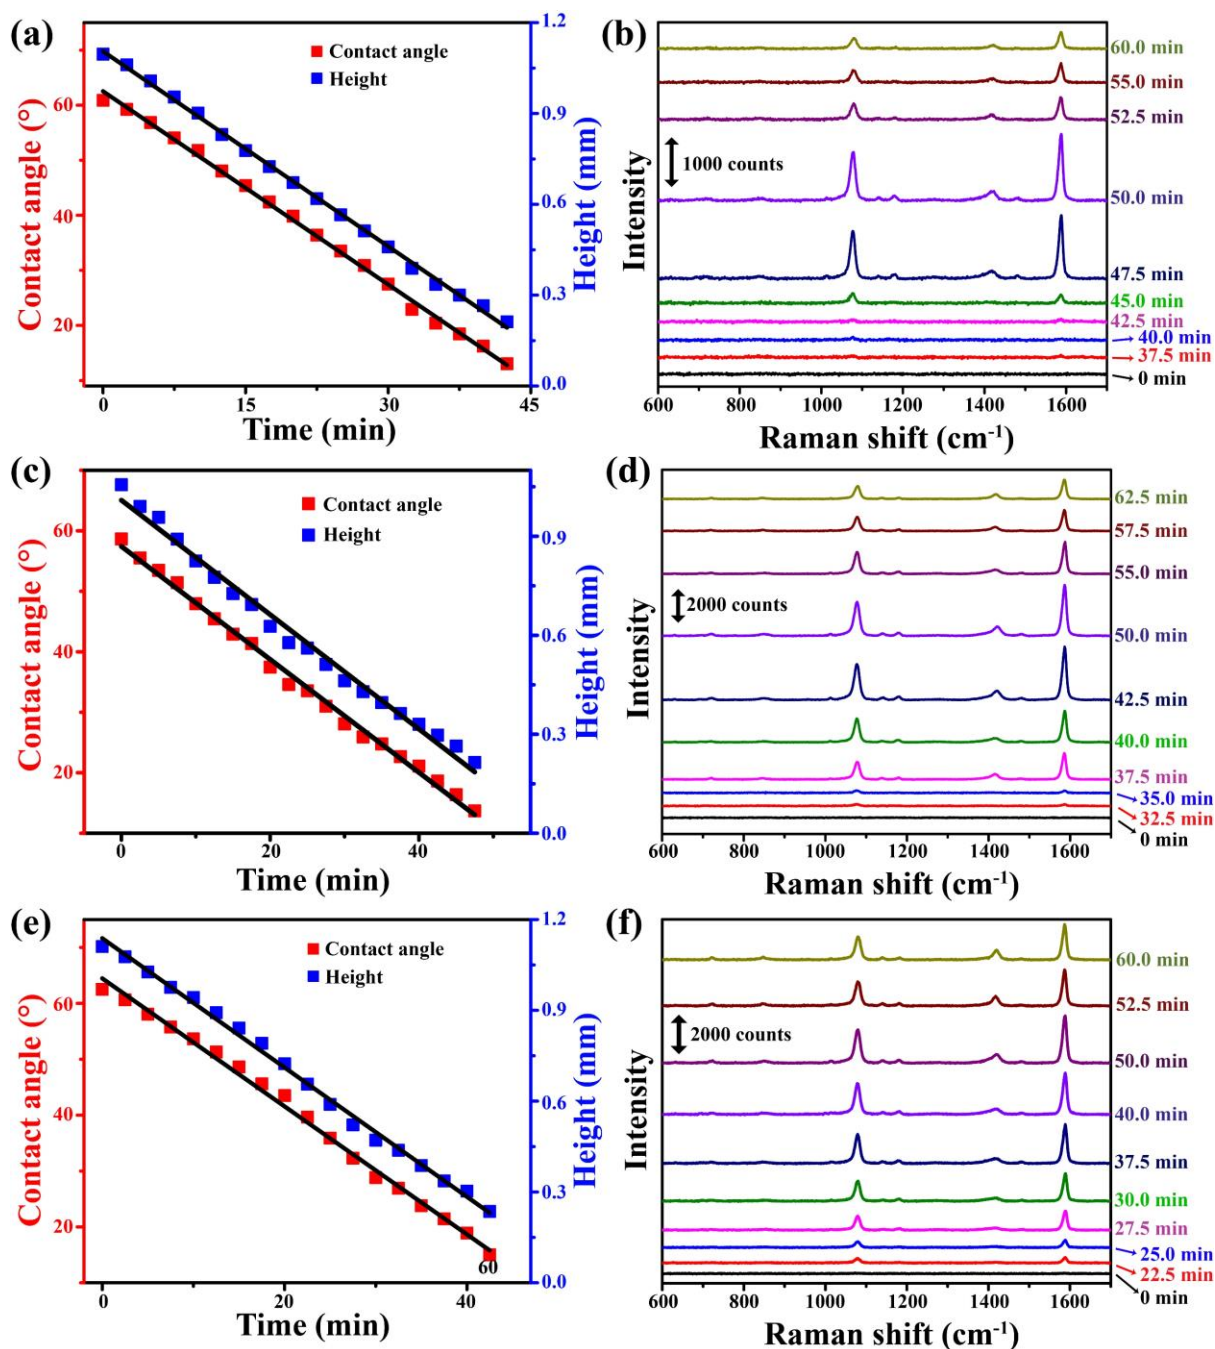 (a)
Contact angle
Height
Contact angle (°)
60
40
20
Height (mm)
1.2
0.9
0.6
0.3
0.0
0
15
30
45
Time (min)
(b)
Intensity
1000 counts
60.0 min
55.0 min
52.5 min
50.0 min
47.5 min
45.0 min
42.5 min
40.0 min
37.5 min
0 min
600 800 1000 1200 1400 1600
Raman shift (cm⁻¹)
(c)
Contact angle
Height
Contact angle (°)
60
40
20
Height (mm)
0.9
0.6
0.3
0.0
0
20
40
Time (min)
(d)
Intensity
2000 counts
62.5 min
57.5 min
55.0 min
50.0 min
42.5 min
40.0 min
37.5 min
35.0 min
32.5 min
0 min
600 800 1000 1200 1400 1600
Raman shift (cm⁻¹)
(e)
Contact angle
Height
Contact angle (°)
60
40
20
Height (mm)
1.2
0.9
0.6
0.3
0.0
60
0
20
40
Time (min)
(f)
Intensity
2000 counts
60.0 min
52.5 min
50.0 min
40.0 min
37.5 min
30.0 min
27.5 min
25.0 min
22.5 min
0 min
600 800 1000 1200 1400 1600
Raman shift (cm⁻¹)